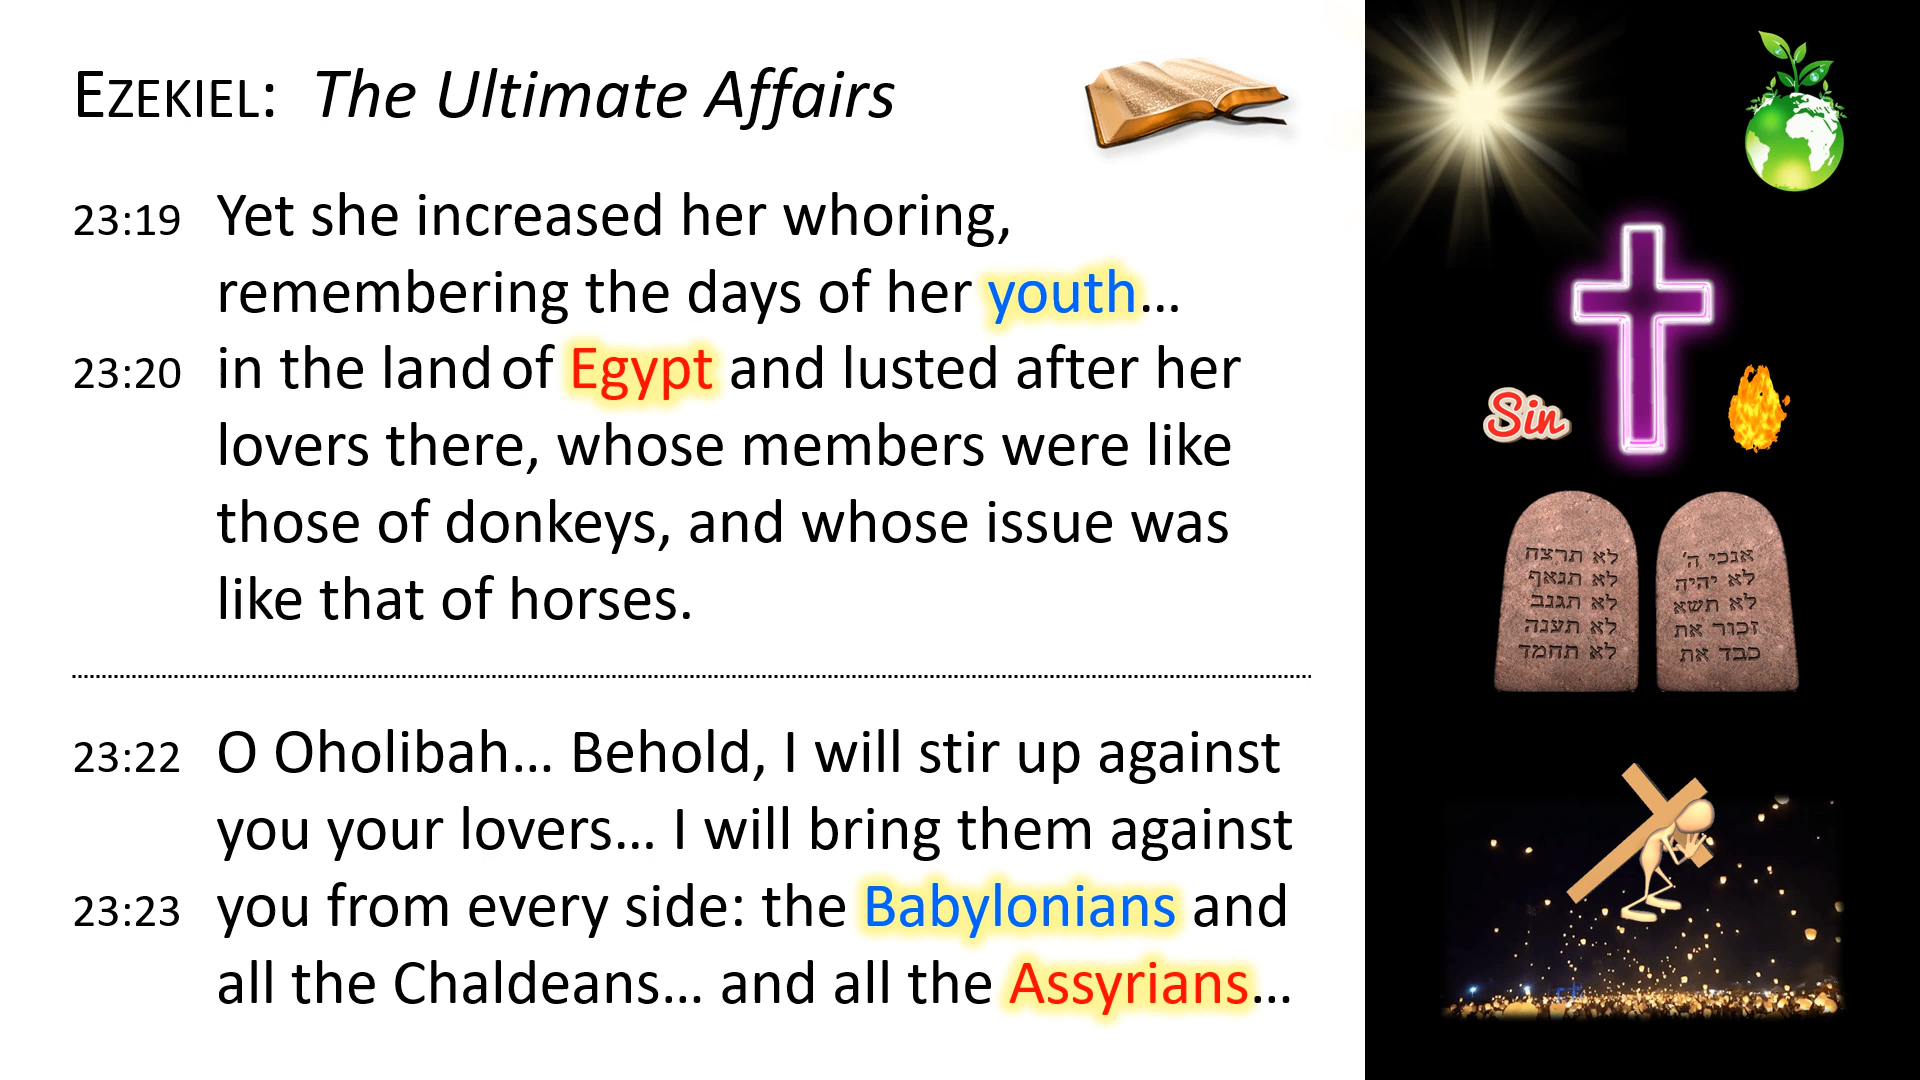 EZEKIEL: The Ultimate Affairs
23:19 Yet she increased her whoring,
remembering the days of her youth...
23:20 in the land of Egypt and lusted after her
lovers there, whose members were like
those of donkeys, and whose issue was
like that of horses.
23:22 O Oholibah... Behold, I will stir up against
you your lovers... I will bring them against
23:23 you from every side: the Babylonians and
all the Chaldeans... and all the Assyrians...
Sin
אנכי ה'
לא יהיה
לא תשא
זכור את
כבד את
לא תרצח
לא תנאף
לא תגנב
לא תענה
לא תחמד